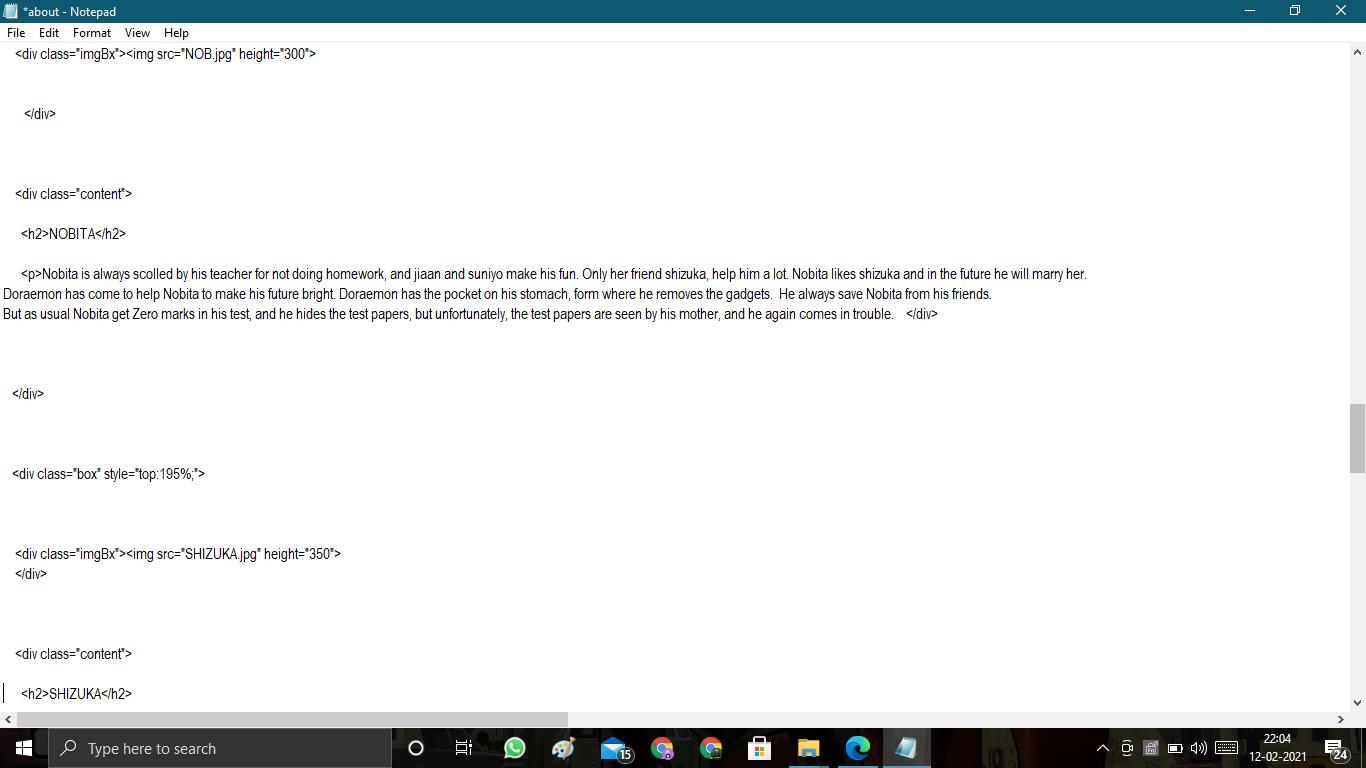 *about - Notepad
File Edit Format View Help
<div class="imgBx"><img src="NOB.jpg" height="300">
</div>
<div class="content">
<h2>NOBITA</h2>
<p>Nobita is always scolled by his teacher for not doing homework, and jiaan and suniyo make his fun. Only her friend shizuka, help him a lot. Nobita likes shizuka and in the future he will marry her.
Doraemon has come to help Nobita to make his future bright. Doraemon has the pocket on his stomach, form where he removes the gadgets. He always save Nobita from his friends.
But as usual Nobita get Zero marks in his test, and he hides the test papers, but unfortunately, the test papers are seen by his mother, and he again comes in trouble. </div>
</div>
<div class="box" style="top:195%;">
<div class="imgBx"><img src="SHIZUKA.jpg" height="350">
</div>
<div class="content">
<h2>SHIZUKA</h2>
Type here to search
15
22:04
12-02-2021
24